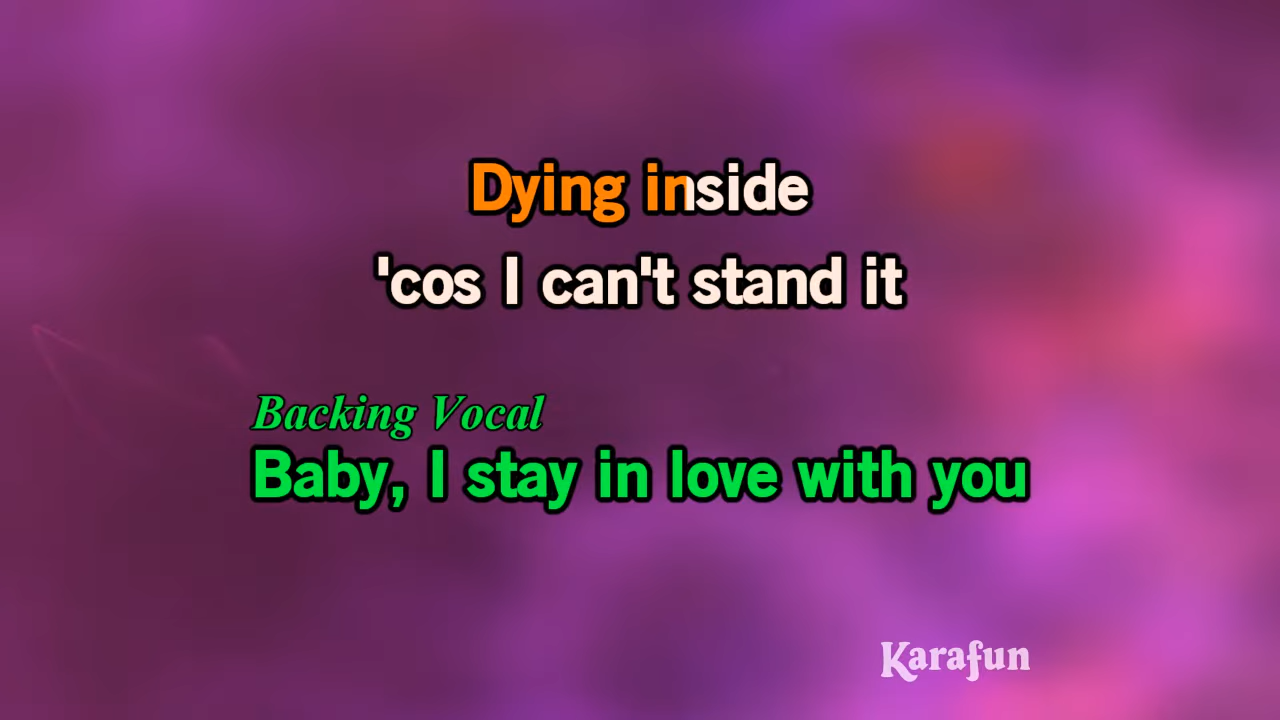 Dying inside
'cos I can't stand it
Backing Vocal
Baby, I stay in love with you
Karafun